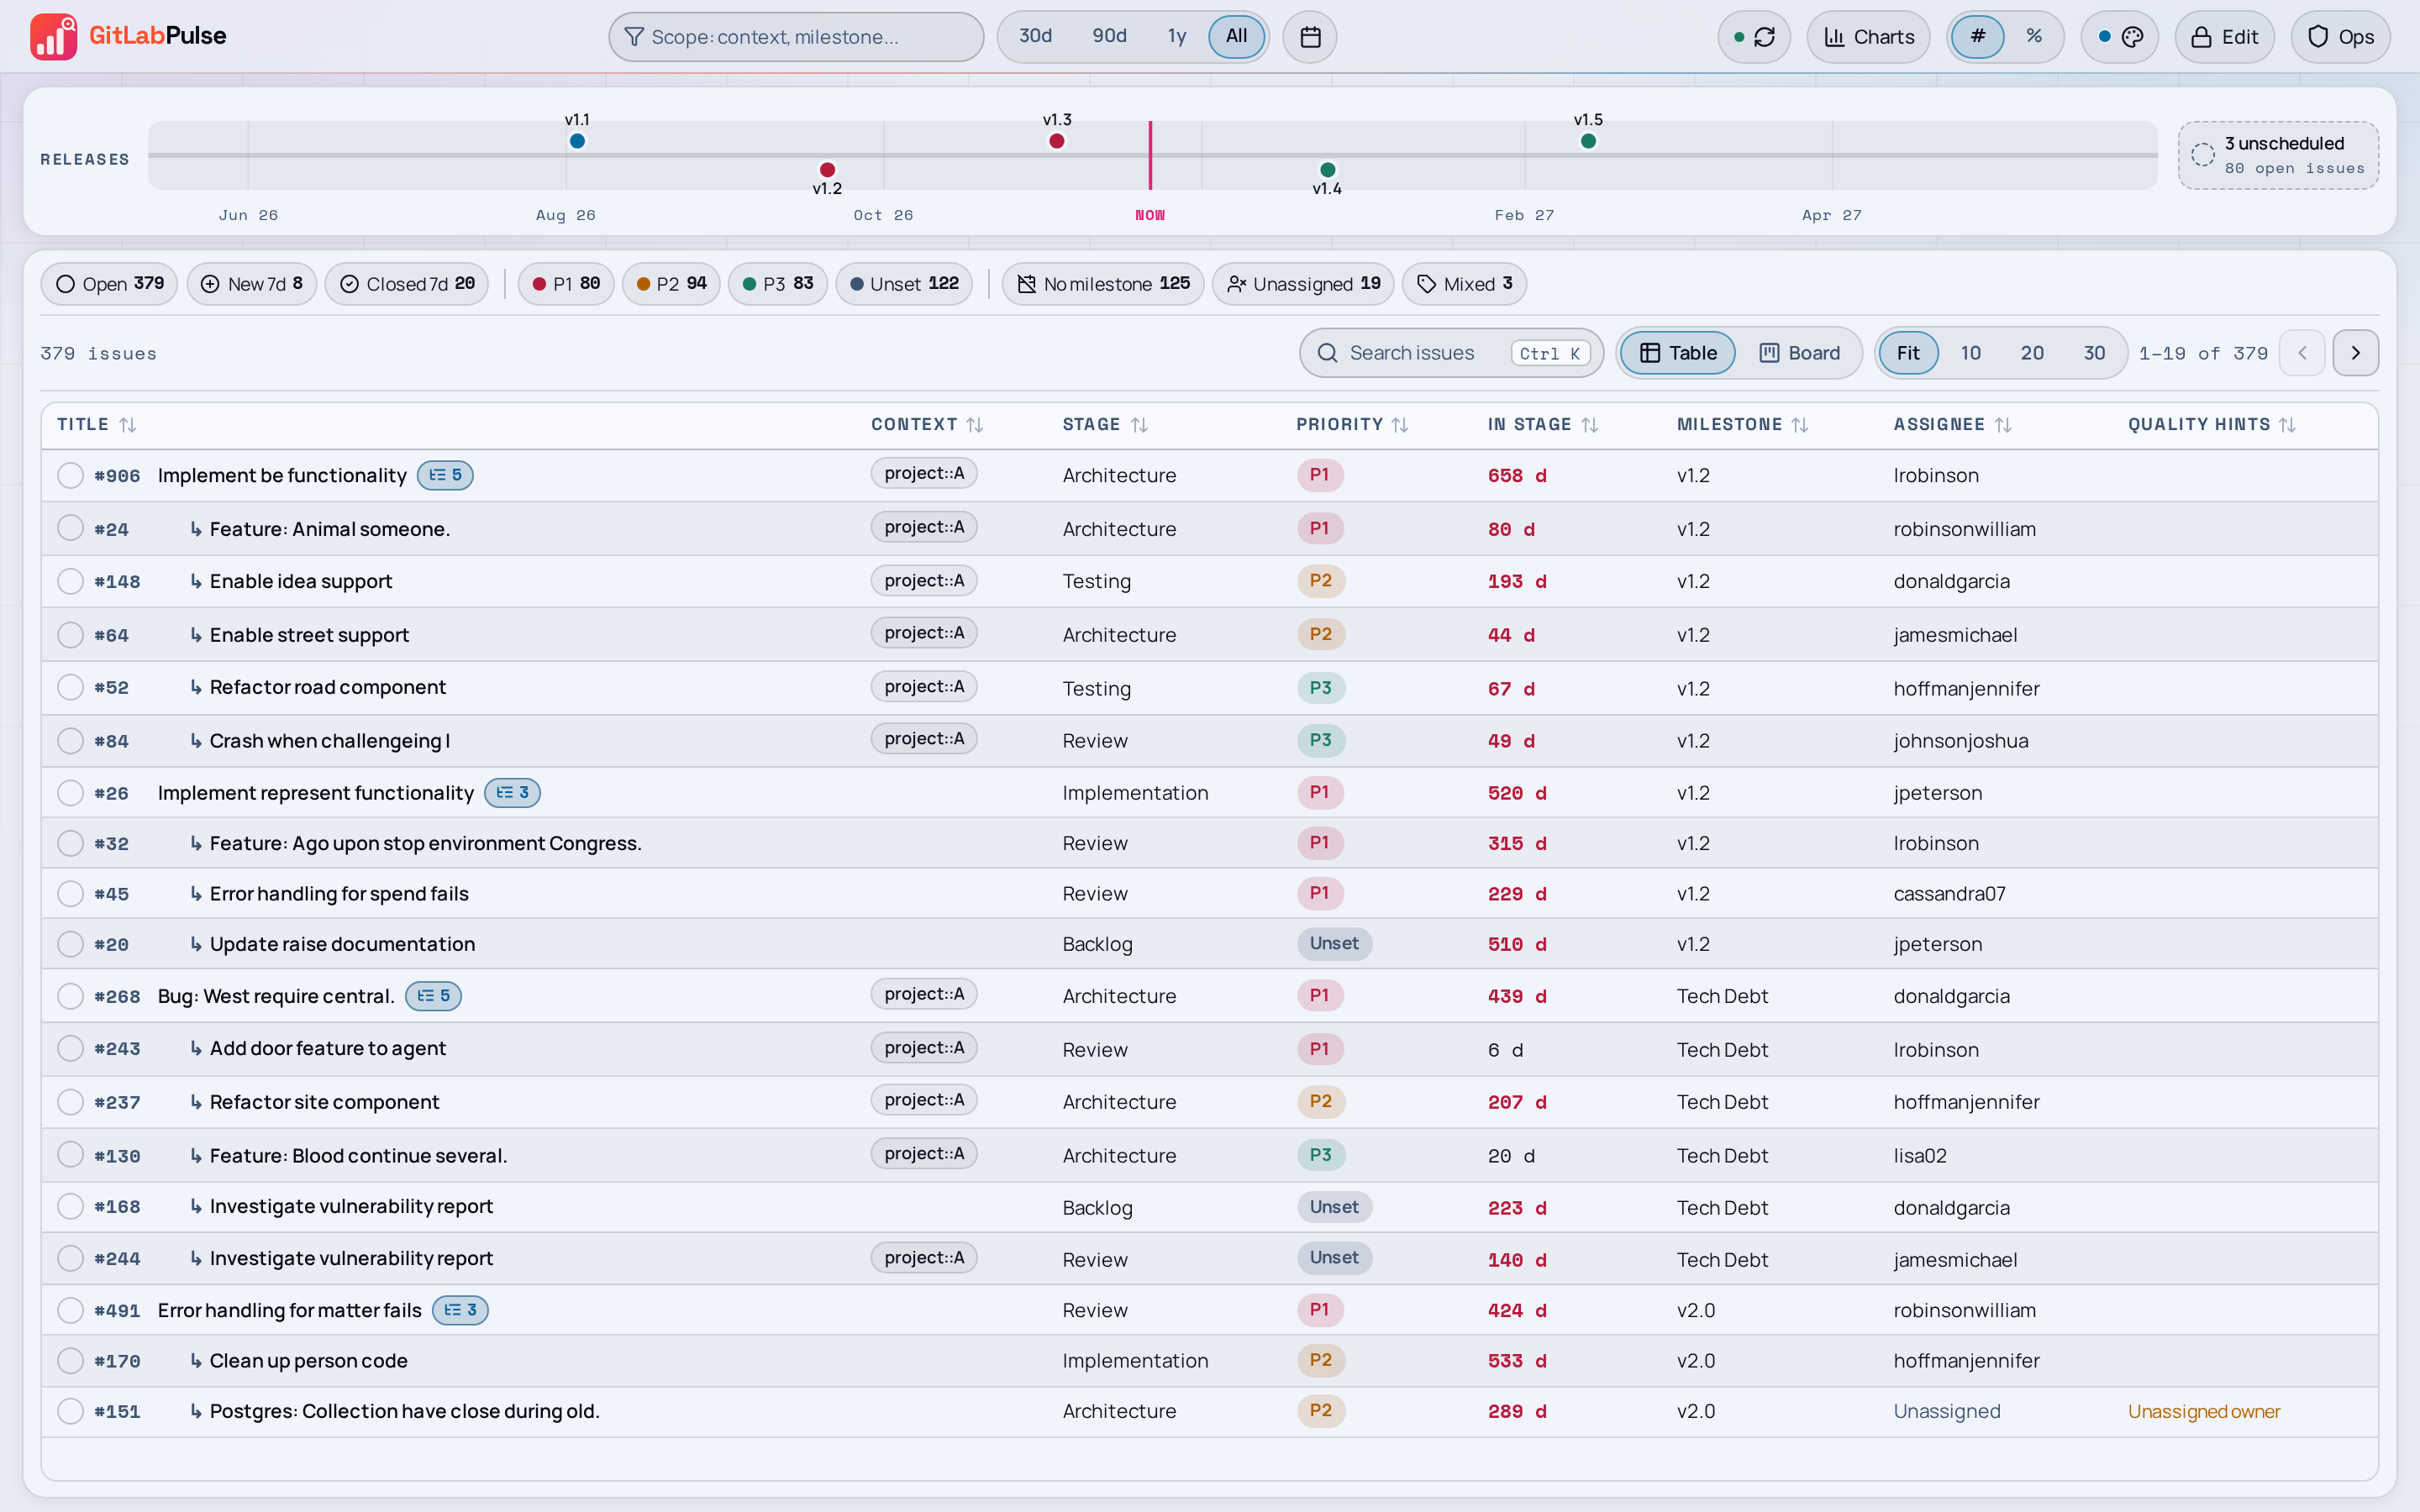 GitLabPulse Scope: context, milestone... 30d 90d 1y All Charts # % Edit Ops
RELEASES v1.1 v1.2 v1.3 v1.4 v1.5 3 unscheduled
80 open issues
Jun 26 Aug 26 Oct 26 NOW Feb 27 Apr 27
Open 379 New 7d 8 Closed 7d 20 P1 80 P2 94 P3 83 Unset 122 No milestone 125 Unassigned 19 Mixed 3
379 issues Search issues Ctrl K Table Board Fit 10 20 30 1–19 of 379
TITLE CONTEXT STAGE PRIORITY IN STAGE MILESTONE ASSIGNEE QUALITY HINTS
#906 Implement be functionality 5 project::A Architecture P1 658 d v1.2 lrobinson
#24 ↳ Feature: Animal someone. project::A Architecture P1 80 d v1.2 robinsonwilliam
#148 ↳ Enable idea support project::A Testing P2 193 d v1.2 donaldgarcia
#64 ↳ Enable street support project::A Architecture P2 44 d v1.2 jamesmichael
#52 ↳ Refactor road component project::A Testing P3 67 d v1.2 hoffmanjennifer
#84 ↳ Crash when challengeing I project::A Review P3 49 d v1.2 johnsonjoshua
#26 Implement represent functionality 3 Implementation P1 520 d v1.2 jpeterson
#32 ↳ Feature: Ago upon stop environment Congress. Review P1 315 d v1.2 lrobinson
#45 ↳ Error handling for spend fails Review P1 229 d v1.2 cassandra07
#20 ↳ Update raise documentation Backlog Unset 510 d v1.2 jpeterson
#268 Bug: West require central. 5 project::A Architecture P1 439 d Tech Debt donaldgarcia
#243 ↳ Add door feature to agent project::A Review P1 6 d Tech Debt lrobinson
#237 ↳ Refactor site component project::A Architecture P2 207 d Tech Debt hoffmanjennifer
#130 ↳ Feature: Blood continue several. project::A Architecture P3 20 d Tech Debt lisa02
#168 ↳ Investigate vulnerability report Backlog Unset 223 d Tech Debt donaldgarcia
#244 ↳ Investigate vulnerability report project::A Review Unset 140 d Tech Debt jamesmichael
#491 Error handling for matter fails 3 Review P1 424 d v2.0 robinsonwilliam
#170 ↳ Clean up person code Implementation P2 533 d v2.0 hoffmanjennifer
#151 ↳ Postgres: Collection have close during old. Architecture P2 289 d v2.0 Unassigned Unassigned owner